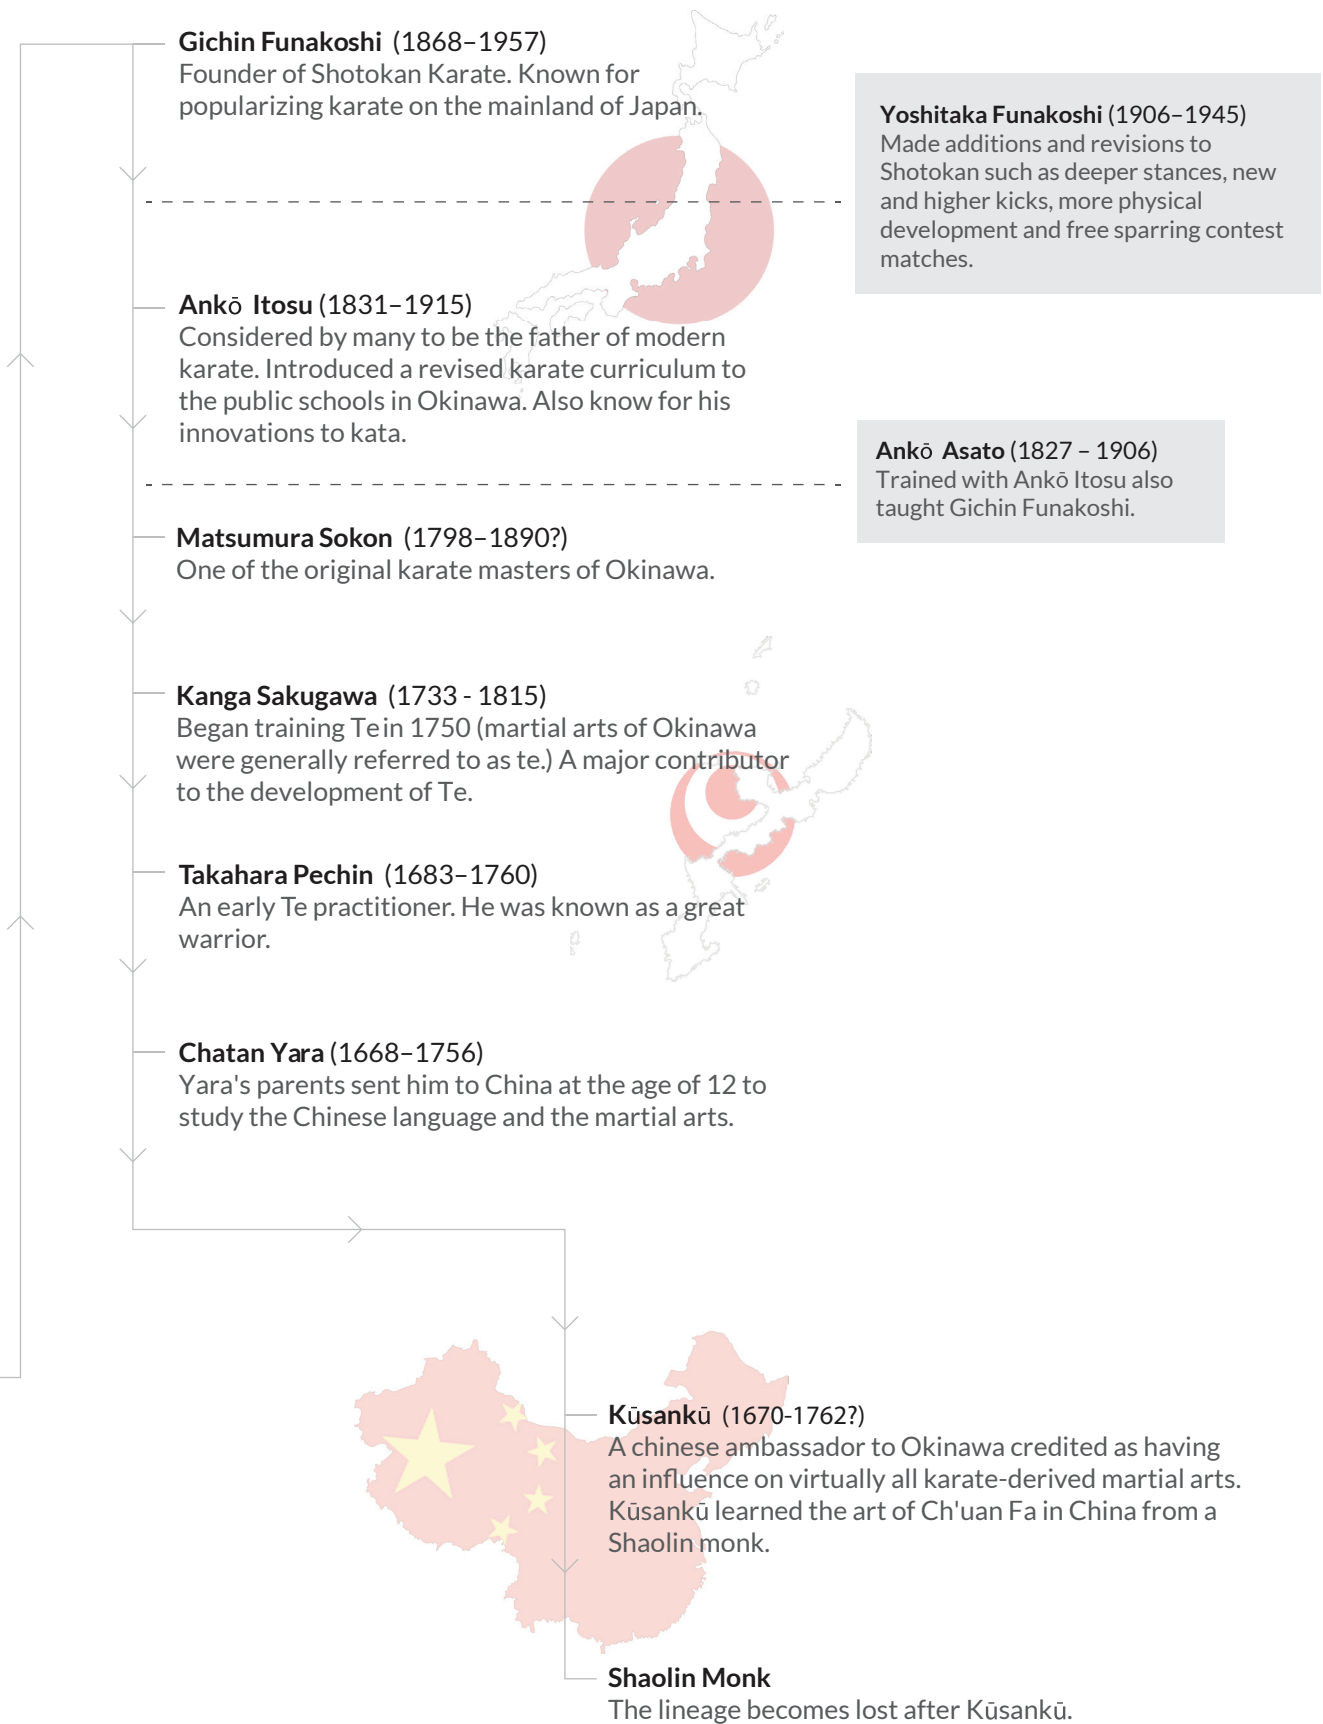 Gichin Funakoshi (1868–1957)
Founder of Shotokan Karate. Known for
popularizing karate on the mainland of Japan.
Yoshitaka Funakoshi (1906–1945)
Made additions and revisions to
Shotokan such as deeper stances, new
and higher kicks, more physical
development and free sparring contest
matches.
Ankō Itosu (1831–1915)
Considered by many to be the father of modern
karate. Introduced a revised karate curriculum to
the public schools in Okinawa. Also know for his
innovations to kata.
Ankō Asato (1827 – 1906)
Trained with Ankō Itosu also
taught Gichin Funakoshi.
Matsumura Sokon (1798–1890?)
One of the original karate masters of Okinawa.
Kanga Sakugawa (1733 - 1815)
Began training Te in 1750 (martial arts of Okinawa
were generally referred to as te.) A major contributor
to the development of Te.
Takahara Pechin (1683–1760)
An early Te practitioner. He was known as a great
warrior.
Chatan Yara (1668–1756)
Yara's parents sent him to China at the age of 12 to
study the Chinese language and the martial arts.
Kūsankū (1670-1762?)
A chinese ambassador to Okinawa credited as having
an influence on virtually all karate-derived martial arts.
Kūsankū learned the art of Ch'uan Fa in China from a
Shaolin monk.
Shaolin Monk
The lineage becomes lost after Kūsankū.